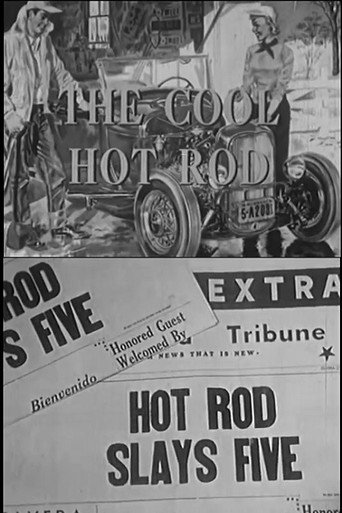 THE COOL
HOT ROD
5-A2081
ROD
S FIVE
Honored Guest
Welcomed By
Bienvenido
EXTRA
Tribune
NEWS THAT IS NEW
HOT ROD
SLAYS FIVE